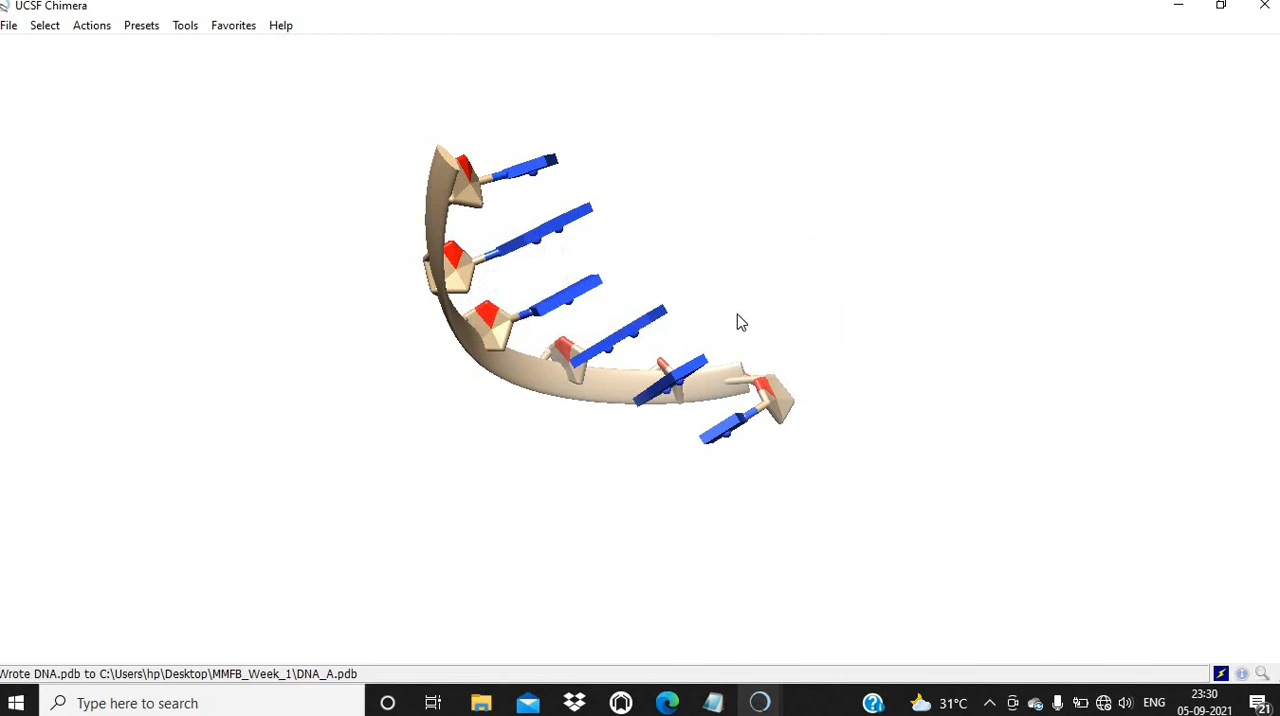 UCSF Chimera
File Select Actions Presets Tools Favorites Help
Wrote DNA.pdb to C:\Users\hp\Desktop\MMFB_Week_1\DNA_A.pdb
Type here to search
31°C
ENG
23:30
05-09-2021
21